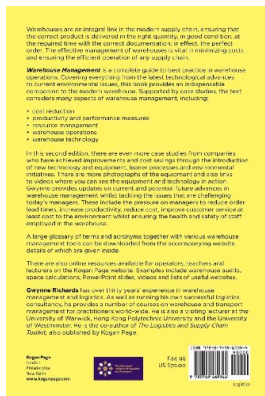 Warehouses are an integral link in the modern supply chain, ensuring that
the correct product is delivered in the right quantity, in good condition, at
the required time with the correct documentation: in effect, the perfect
order. The effective management of warehouses is vital in minimizing costs
and ensuring the efficient operation of any supply chain.
Warehouse Management is a complete guide to best practice in warehouse
operations. Covering everything from the latest technological advances
to current environmental issues, this book provides an indispensable
companion to the modern warehouse. Supported by case studies, the text
considers many aspects of warehouse management, including:
• cost reduction
• productivity and performance measures
• resource management
• warehouse operations
• warehouse technology
In this second edition, there are even more case studies from companies
who have achieved improvements and cost savings through the introduction
of new technology and equipment, leaner processes and environmental
initiatives. There are more photographs of the equipment and also links
to videos where you can see the equipment and technology in action.
Gwynne provides updates on current and potential future advances in
warehouse management whilst tackling the issues that are challenging
today's managers. These include the pressure on managers to reduce order
lead times, increase productivity, reduce cost, improve customer service at
least cost to the environment whilst ensuring the health and safety of staff
employed in the warehouse.
A large glossary of terms and acronyms together with various warehouse
management tools can be downloaded from the accompanying website,
details of which are given inside.
There are also online resources available for operators, teachers and
lecturers on the Kogan Page website. Examples include warehouse audits,
space calculations, PowerPoint slides, videos and lists of useful websites.
Gwynne Richards has over thirty years' experience in warehouse
management and logistics. As well as running his own successful logistics
consultancy, he provides a number of courses on warehouse and transport
management for practitioners world-wide. He is also a visiting lecturer at the
University of Warwick, Hong Kong Polytechnic University and the University
of Westminster. He is the co-author of The Logistics and Supply Chain
Toolkit, also published by Kogan Page.
Kogan Page
London
Philadelphia
New Delhi
www.koganpage.com
£44.99
US $70.00
Logistics